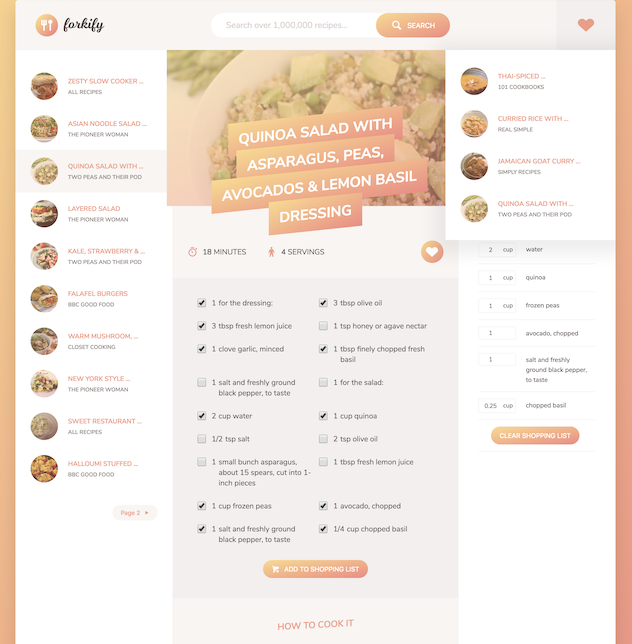 forkify
Search over 1,000,000 recipes...
SEARCH
ZESTY SLOW COOKER ...
ALL RECIPES
ASIAN NOODLE SALAD ...
THE PIONEER WOMAN
QUINOA SALAD WITH ...
TWO PEAS AND THEIR POD
LAYERED SALAD
THE PIONEER WOMAN
KALE, STRAWBERRY & ...
TWO PEAS AND THEIR POD
FALAFEL BURGERS
BBC GOOD FOOD
WARM MUSHROOM, ...
CLOSET COOKING
NEW YORK STYLE ...
THE PIONEER WOMAN
SWEET RESTAURANT ...
ALL RECIPES
HALLOUMI STUFFED ...
BBC GOOD FOOD
Page 2
QUINOA SALAD WITH
ASPARAGUS, PEAS,
AVOCADOS & LEMON BASIL
DRESSING
18 MINUTES
4 SERVINGS
1 for the dressing:
3 tbsp olive oil
3 tbsp fresh lemon juice
1 tsp honey or agave nectar
1 clove garlic, minced
1 tbsp finely chopped fresh
basil
1 salt and freshly ground
black pepper, to taste
1 for the salad:
2 cup water
1 cup quinoa
1/2 tsp salt
2 tsp olive oil
1 small bunch asparagus,
about 15 spears, cut into 1-
inch pieces
1 tbsp fresh lemon juice
1 cup frozen peas
1 avocado, chopped
1 salt and freshly ground
black pepper, to taste
1/4 cup chopped basil
ADD TO SHOPPING LIST
HOW TO COOK IT
THAI-SPICED ...
101 COOKBOOKS
CURRIED RICE WITH ...
REAL SIMPLE
JAMAICAN GOAT CURRY ...
SIMPLY RECIPES
QUINOA SALAD WITH ...
TWO PEAS AND THEIR POD
2 cup water
1 cup quinoa
1 cup frozen peas
1 avocado, chopped
1 salt and freshly
ground black pepper,
to taste
0.25 cup chopped basil
CLEAR SHOPPING LIST